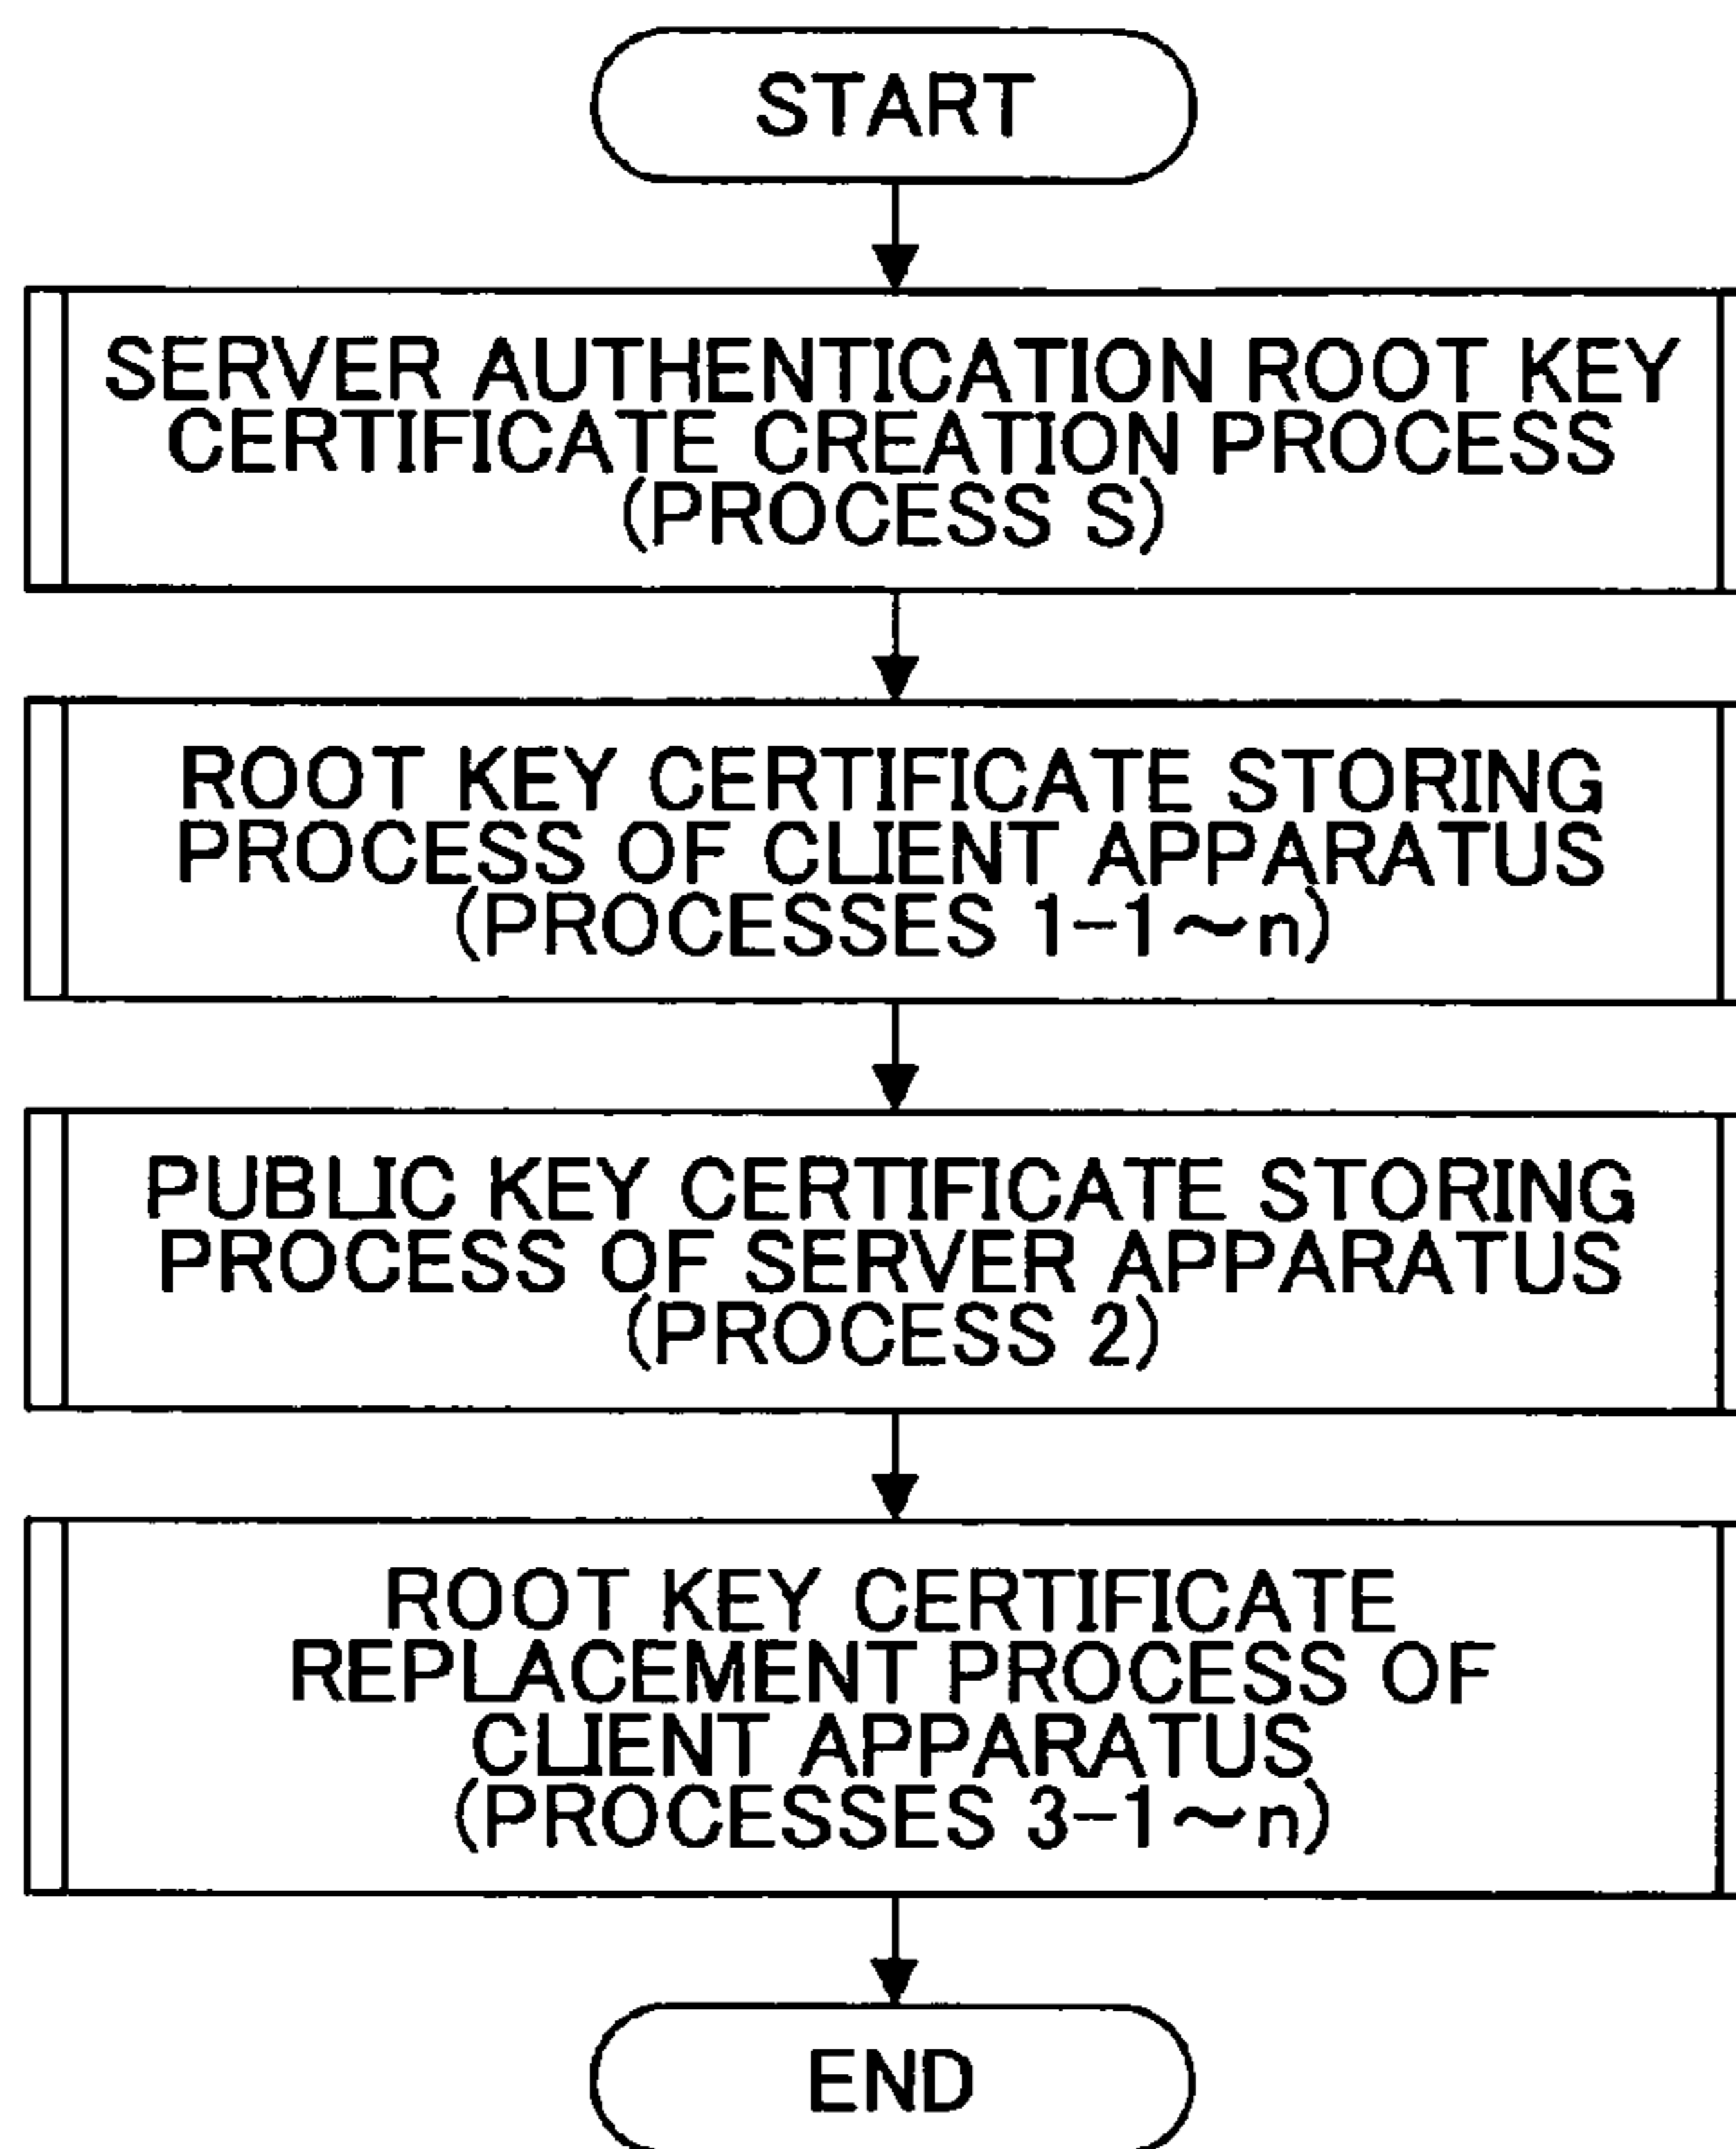 START
SERVER AUTHENTICATION ROOT KEY
CERTIFICATE CREATION PROCESS
(PROCESS S)
ROOT KEY CERTIFICATE STORING
PROCESS OF CLIENT APPARATUS
(PROCESSES 1-1~n)
PUBLIC KEY CERTIFICATE STORING
PROCESS OF SERVER APPARATUS
(PROCESS 2)
ROOT KEY CERTIFICATE
REPLACEMENT PROCESS OF
CLIENT APPARATUS
(PROCESSES 3-1~n)
END